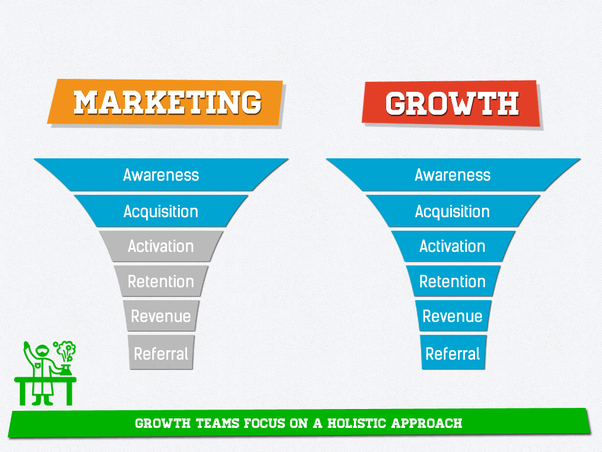 MARKETING
Awareness
Acquisition
Activation
Retention
Revenue
Referral
GROWTH
Awareness
Acquisition
Activation
Retention
Revenue
Referral
GROWTH TEAMS FOCUS ON A HOLISTIC APPROACH